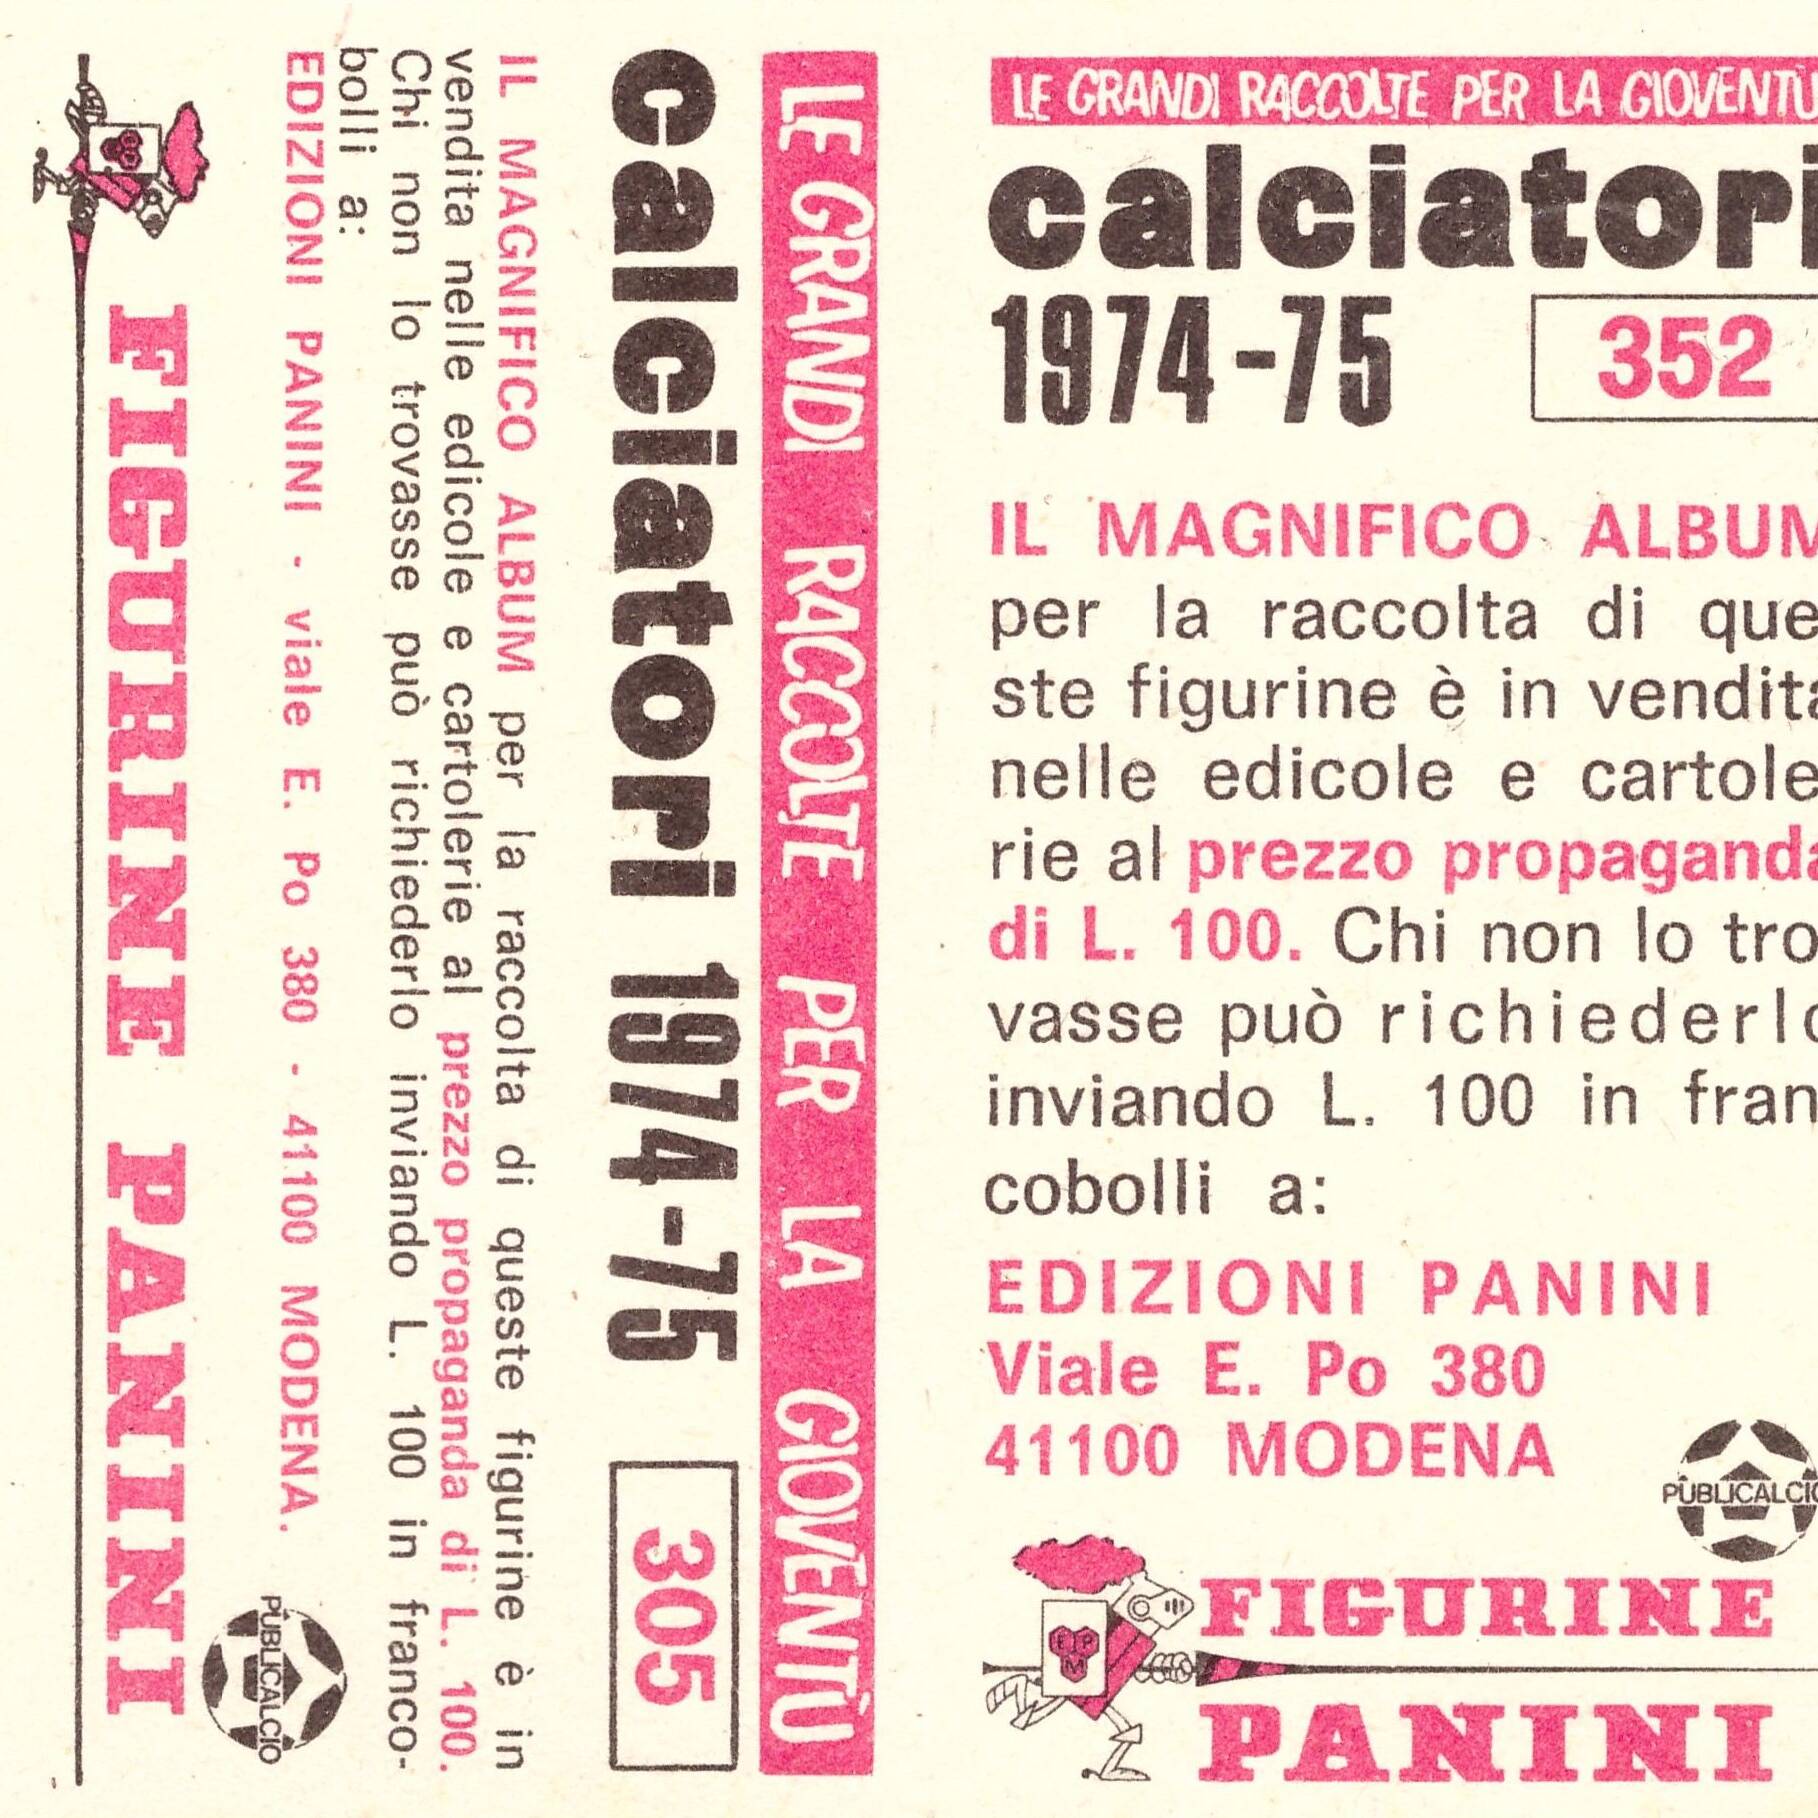 LE GRANDI RACCOLTE PER LA GIOVENTÙ
calciatori 1974-75
305
IL MAGNIFICO ALBUM per la raccolta di queste figurine è in
vendita nelle edicole e cartolerie al prezzo propaganda di L. 100.
Chi non lo trovasse può richiederlo inviando L. 100 in franco-
bolli a:
EDIZIONI PANINI - viale E. Po 380 - 41100 MODENA.
PUBLICALCIO
FIGURINE PANINI
LE GRANDI RACCOLTE PER LA GIOVENTÙ
calciatori
1974-75
352
IL MAGNIFICO ALBUM
per la raccolta di que
ste figurine è in vendita
nelle edicole e cartole
rie al prezzo propaganda
di L. 100. Chi non lo tro
vasse può richiederlo
inviando L. 100 in fran
cobolli a:
EDIZIONI PANINI
Viale E. Po 380
41100 MODENA
PUBLICALCIO
EPM
FIGURINE
PANINI